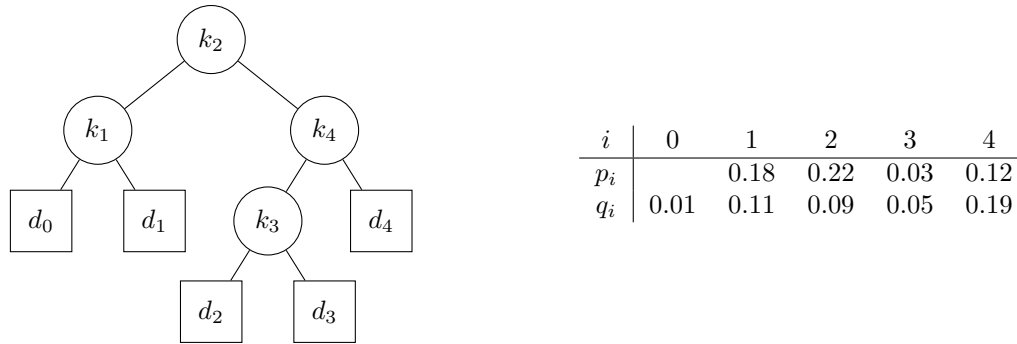 k₂
k₁ k₄
d₀ d₁ k₃ d₄
d₂ d₃
i 0 1 2 3 4
pᵢ 0.18 0.22 0.03 0.12
qᵢ 0.01 0.11 0.09 0.05 0.19